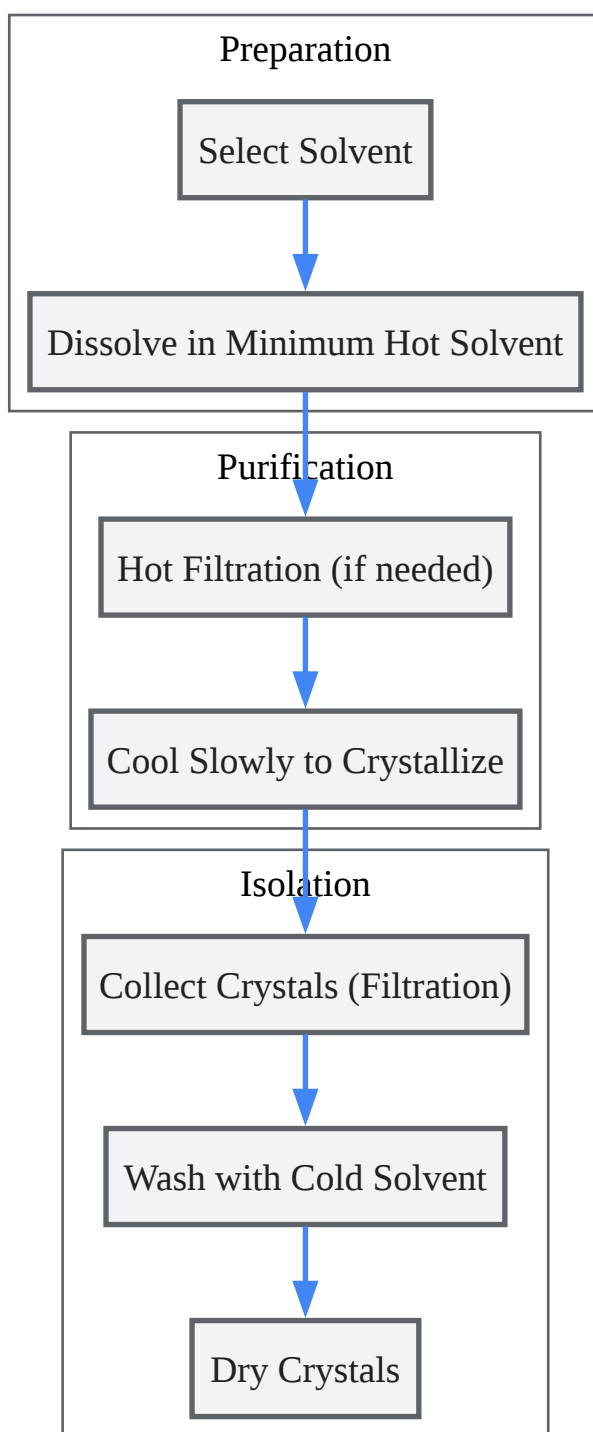 Preparation
Select Solvent
Dissolve in Minimum Hot Solvent
Purification
Hot Filtration (if needed)
Cool Slowly to Crystallize
Isolation
Collect Crystals (Filtration)
Wash with Cold Solvent
Dry Crystals